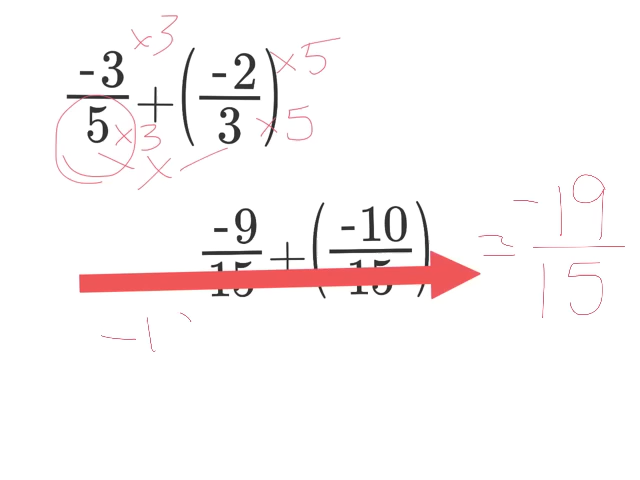 ×3
-3/5 + (-2/3) ×5
×3 ×5
×
-9/15 + (-10/15) = -19/15
-1